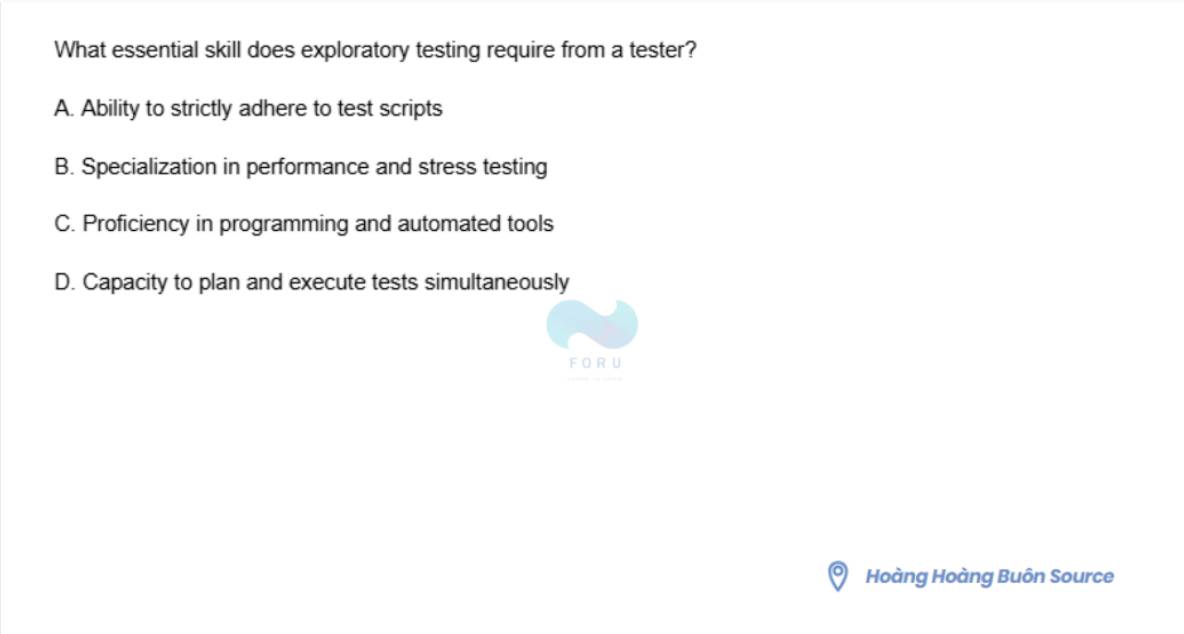 What essential skill does exploratory testing require from a tester?
A. Ability to strictly adhere to test scripts
B. Specialization in performance and stress testing
C. Proficiency in programming and automated tools
D. Capacity to plan and execute tests simultaneously
FORU
Hoàng Hoàng Buôn Source